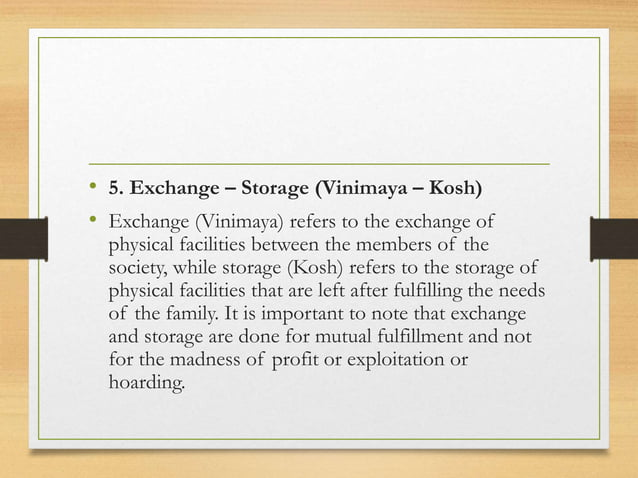 • 5. Exchange – Storage (Vinimaya – Kosh)
• Exchange (Vinimaya) refers to the exchange of
physical facilities between the members of the
society, while storage (Kosh) refers to the storage of
physical facilities that are left after fulfilling the needs
of the family. It is important to note that exchange
and storage are done for mutual fulfillment and not
for the madness of profit or exploitation or
hoarding.